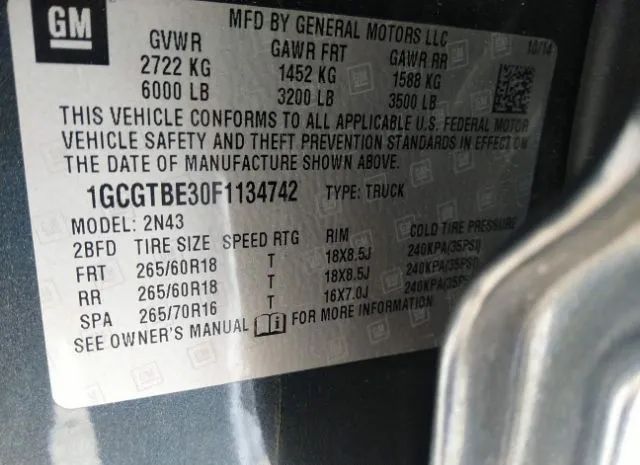 GM
MFD BY GENERAL MOTORS LLC
10/14
GVWR GAWR FRT GAWR RR
2722 KG 1452 KG 1588 KG
6000 LB 3200 LB 3500 LB
THIS VEHICLE CONFORMS TO ALL APPLICABLE U.S. FEDERAL MOTOR
VEHICLE SAFETY AND THEFT PREVENTION STANDARDS IN EFFECT ON
THE DATE OF MANUFACTURE SHOWN ABOVE.
1GCGTBE30F1134742 TYPE: TRUCK
MODEL: 2N43
2BFD TIRE SIZE SPEED RTG RIM COLD TIRE PRESSURE
FRT 265/60R18 T 18X8.5J 240KPA(35PSI)
RR 265/60R18 T 18X8.5J 240KPA(35PSI)
SPA 265/70R16 T 16X7.0J 240KPA(35PSI)
SEE OWNER'S MANUAL FOR MORE INFORMATION